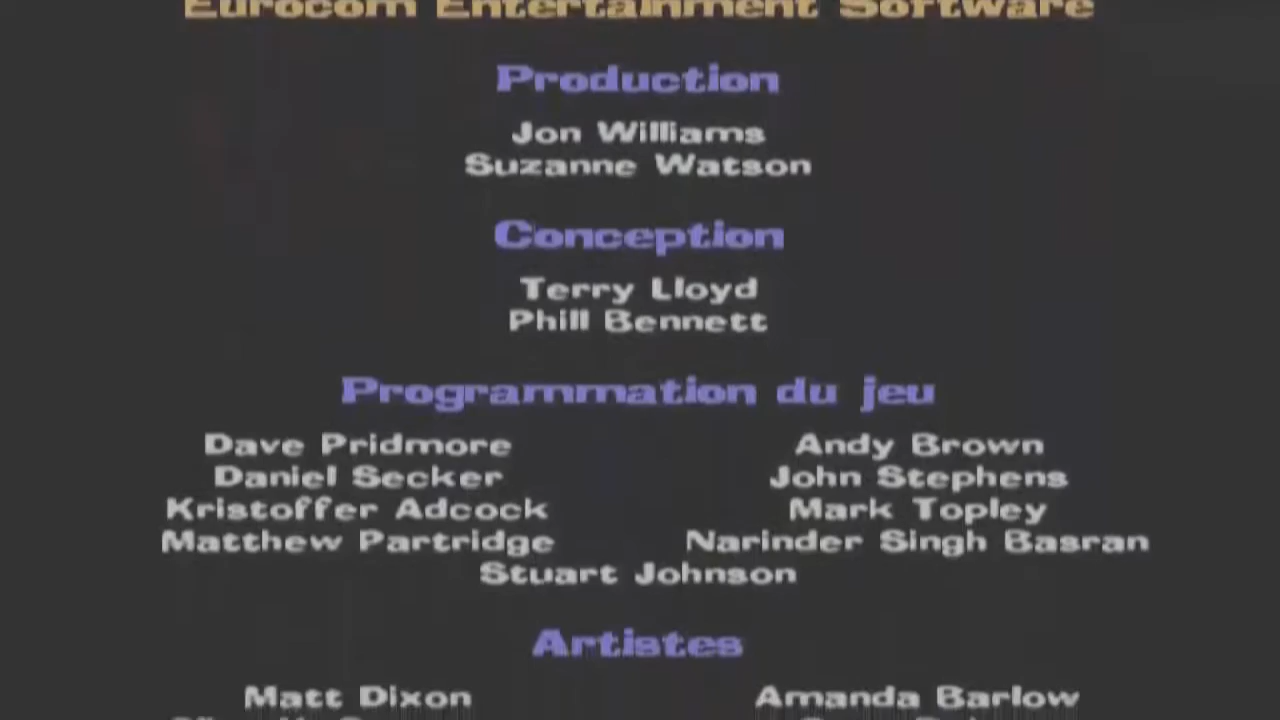 Eurocom Entertainment Software
Production
Jon Williams
Suzanne Watson
Conception
Terry Lloyd
Phill Bennett
Programmation du jeu
Dave Pridmore Andy Brown
Daniel Secker John Stephens
Kristoffer Adcock Mark Topley
Matthew Partridge Narinder Singh Basran
Stuart Johnson
Artistes
Matt Dixon Amanda Barlow